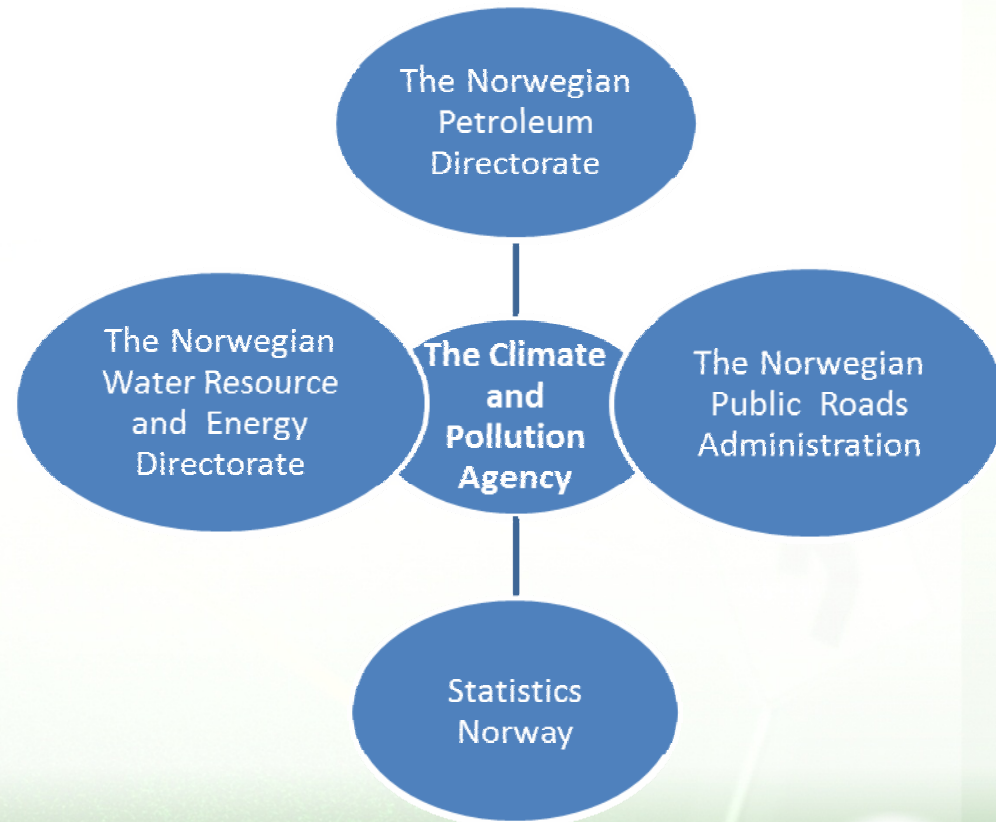 The Norwegian
Petroleum
Directorate
The Norwegian
Water Resource
and Energy
Directorate
The Climate
and
Pollution
Agency
The Norwegian
Public Roads
Administration
Statistics
Norway